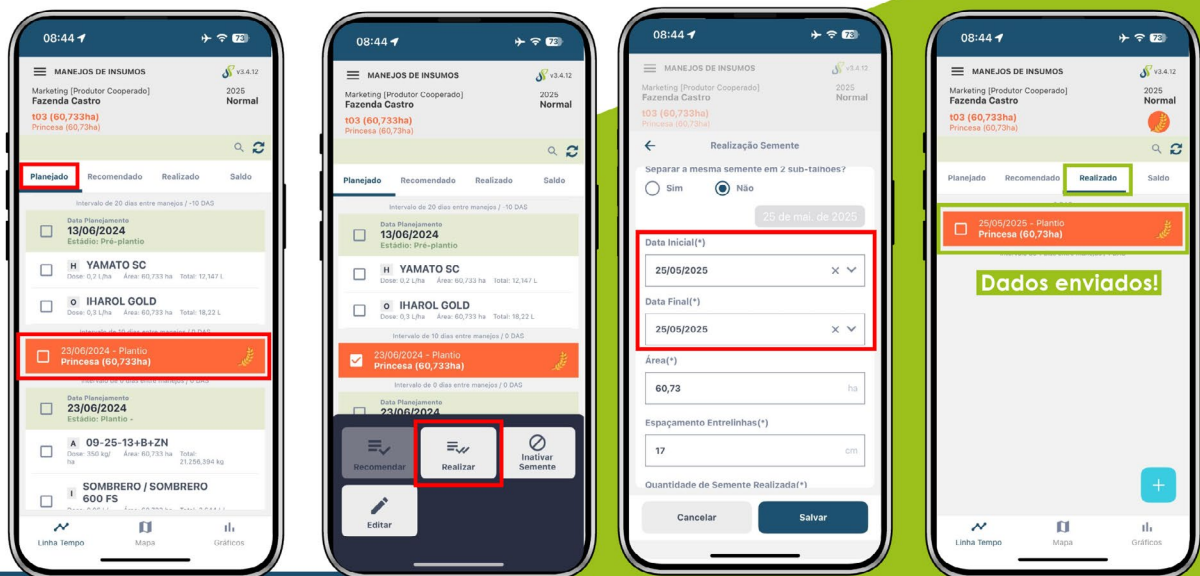 08:44
73
MANEJOS DE INSUMOS
v3.4.12
Marketing [Produtor Cooperado]
2025
Fazenda Castro
Normal
t03 (60,733ha)
Princesa (60,73ha)
Planejado Recomendado Realizado Saldo
Intervalo de 20 dias entre manejos / -10 DAS
Data Planejamento
13/06/2024
Estádio: Pré-plantio
H YAMATO SC
Dose: 0,2 L/ha Área: 60,733 ha Total: 12,147 L
O IHAROL GOLD
Dose: 0,3 L/ha Área: 60,733 ha Total: 18,22 L
Intervalo de 10 dias entre manejos / 0 DAS
23/06/2024 - Plantio
Princesa (60,733ha)
Intervalo de 0 dias entre manejos / 0 DAS
Data Planejamento
23/06/2024
Estádio: Plantio -
A 09-25-13+B+ZN
Dose: 350 kg/ Área: 60,733 ha Total:
ha 21.256,394 kg
I SOMBRERO / SOMBRERO
600 FS
Linha Tempo Mapa Gráficos
08:44
73
MANEJOS DE INSUMOS
v3.4.12
Marketing [Produtor Cooperado]
2025
Fazenda Castro
Normal
t03 (60,733ha)
Princesa (60,73ha)
Planejado Recomendado Realizado Saldo
Intervalo de 20 dias entre manejos / -10 DAS
Data Planejamento
13/06/2024
Estádio: Pré-plantio
H YAMATO SC
Dose: 0,2 L/ha Área: 60,733 ha Total: 12,147 L
O IHAROL GOLD
Dose: 0,3 L/ha Área: 60,733 ha Total: 18,22 L
Intervalo de 10 dias entre manejos / 0 DAS
23/06/2024 - Plantio
Princesa (60,733ha)
Intervalo de 0 dias entre manejos / 0 DAS
Data Planejamento
23/06/2024
Recomendar Realizar Inativar
Semente
Editar
08:44
73
MANEJOS DE INSUMOS
v3.4.12
Marketing [Produtor Cooperado]
2025
Fazenda Castro
Normal
t03 (60,733ha)
Princesa (60,73ha)
Realização Semente
Separar a mesma semente em 2 sub-talhões?
Sim Não
25 de mai. de 2025
Data Inicial(*)
25/05/2025
Data Final(*)
25/05/2025
Área(*)
60,73 ha
Espaçamento Entrelinhas(*)
17 cm
Quantidade de Semente Realizada(*)
Cancelar Salvar
08:44
73
MANEJOS DE INSUMOS
v3.4.12
Marketing [Produtor Cooperado]
2025
Fazenda Castro
Normal
t03 (60,733ha)
Princesa (60,73ha)
Planejado Recomendado Realizado Saldo
25/05/2025 - Plantio
Princesa (60,73ha)
Dados enviados!
Linha Tempo Mapa Gráficos